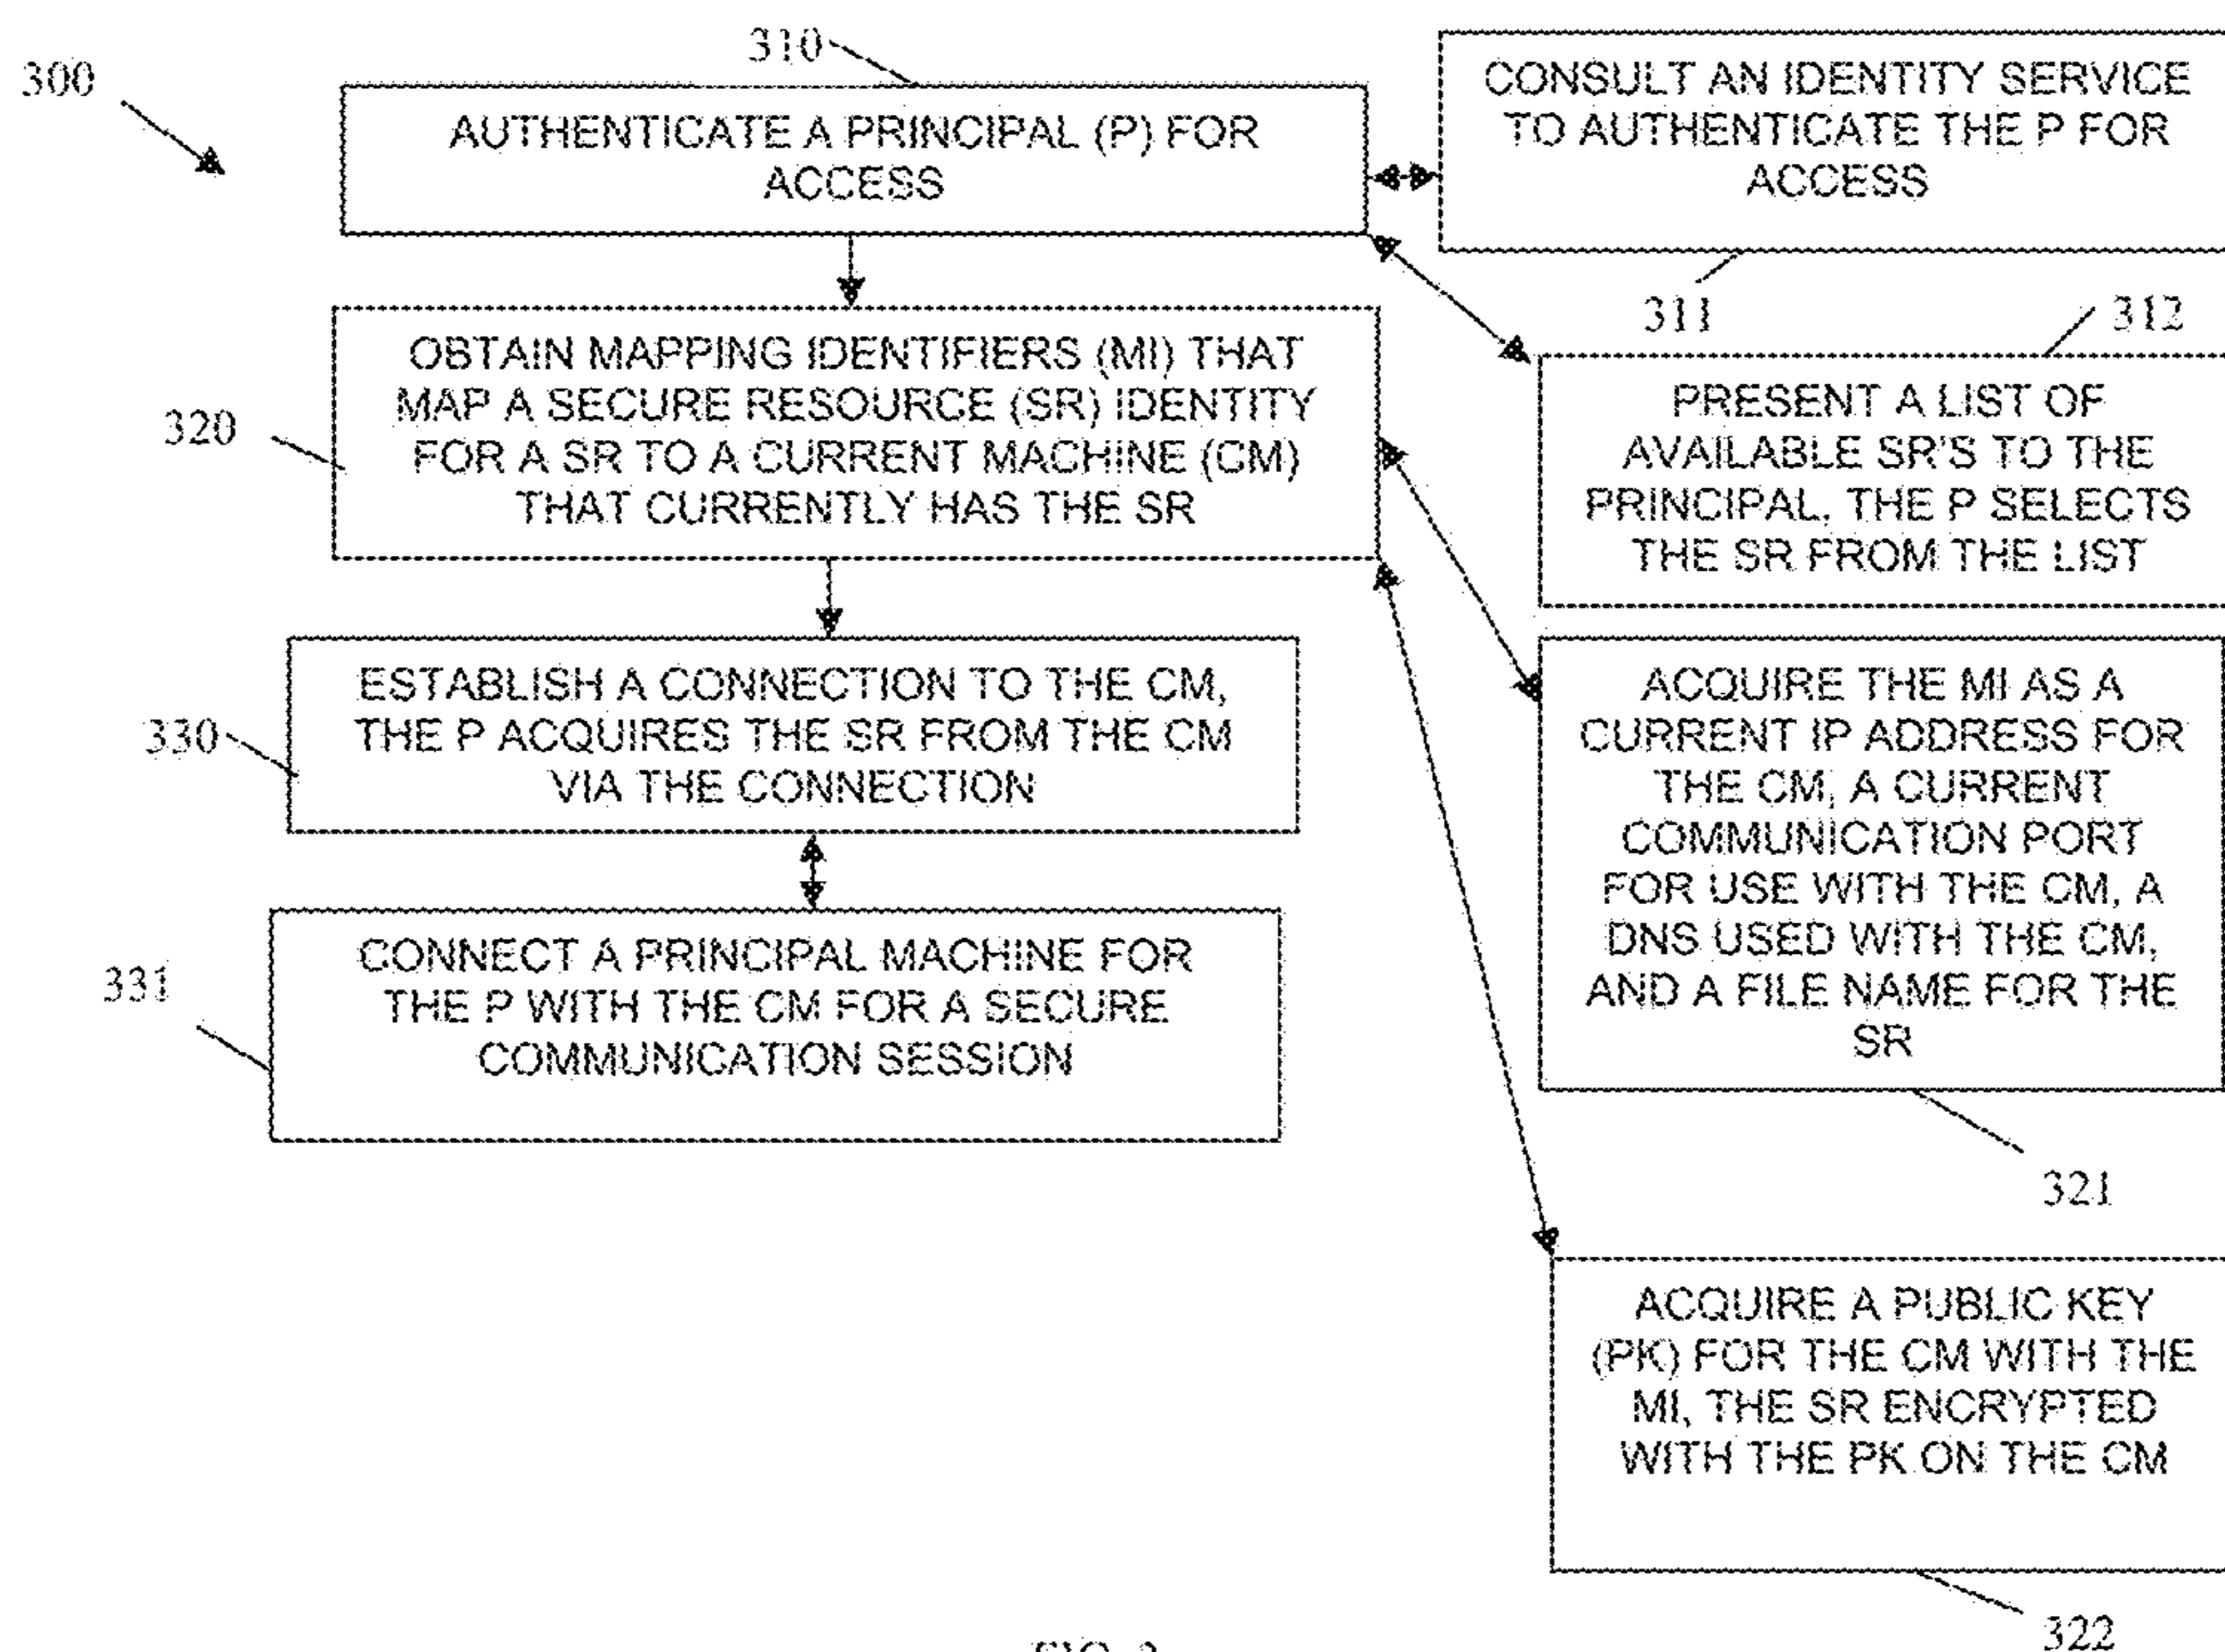 300
310
AUTHENTICATE A PRINCIPAL (P) FOR
ACCESS
CONSULT AN IDENTITY SERVICE
TO AUTHENTICATE THE P FOR
ACCESS
311
312
320
OBTAIN MAPPING IDENTIFIERS (MI) THAT
MAP A SECURE RESOURCE (SR) IDENTITY
FOR A SR TO A CURRENT MACHINE (CM)
THAT CURRENTLY HAS THE SR
PRESENT A LIST OF
AVAILABLE SR'S TO THE
PRINCIPAL, THE P SELECTS
THE SR FROM THE LIST
330
ESTABLISH A CONNECTION TO THE CM,
THE P ACQUIRES THE SR FROM THE CM
VIA THE CONNECTION
ACQUIRE THE MI AS A
CURRENT IP ADDRESS FOR
THE CM, A CURRENT
COMMUNICATION PORT
FOR USE WITH THE CM, A
DNS USED WITH THE CM,
AND A FILE NAME FOR THE
SR
331
CONNECT A PRINCIPAL MACHINE FOR
THE P WITH THE CM FOR A SECURE
COMMUNICATION SESSION
321
ACQUIRE A PUBLIC KEY
(PK) FOR THE CM WITH THE
MI, THE SR ENCRYPTED
WITH THE PK ON THE CM
322